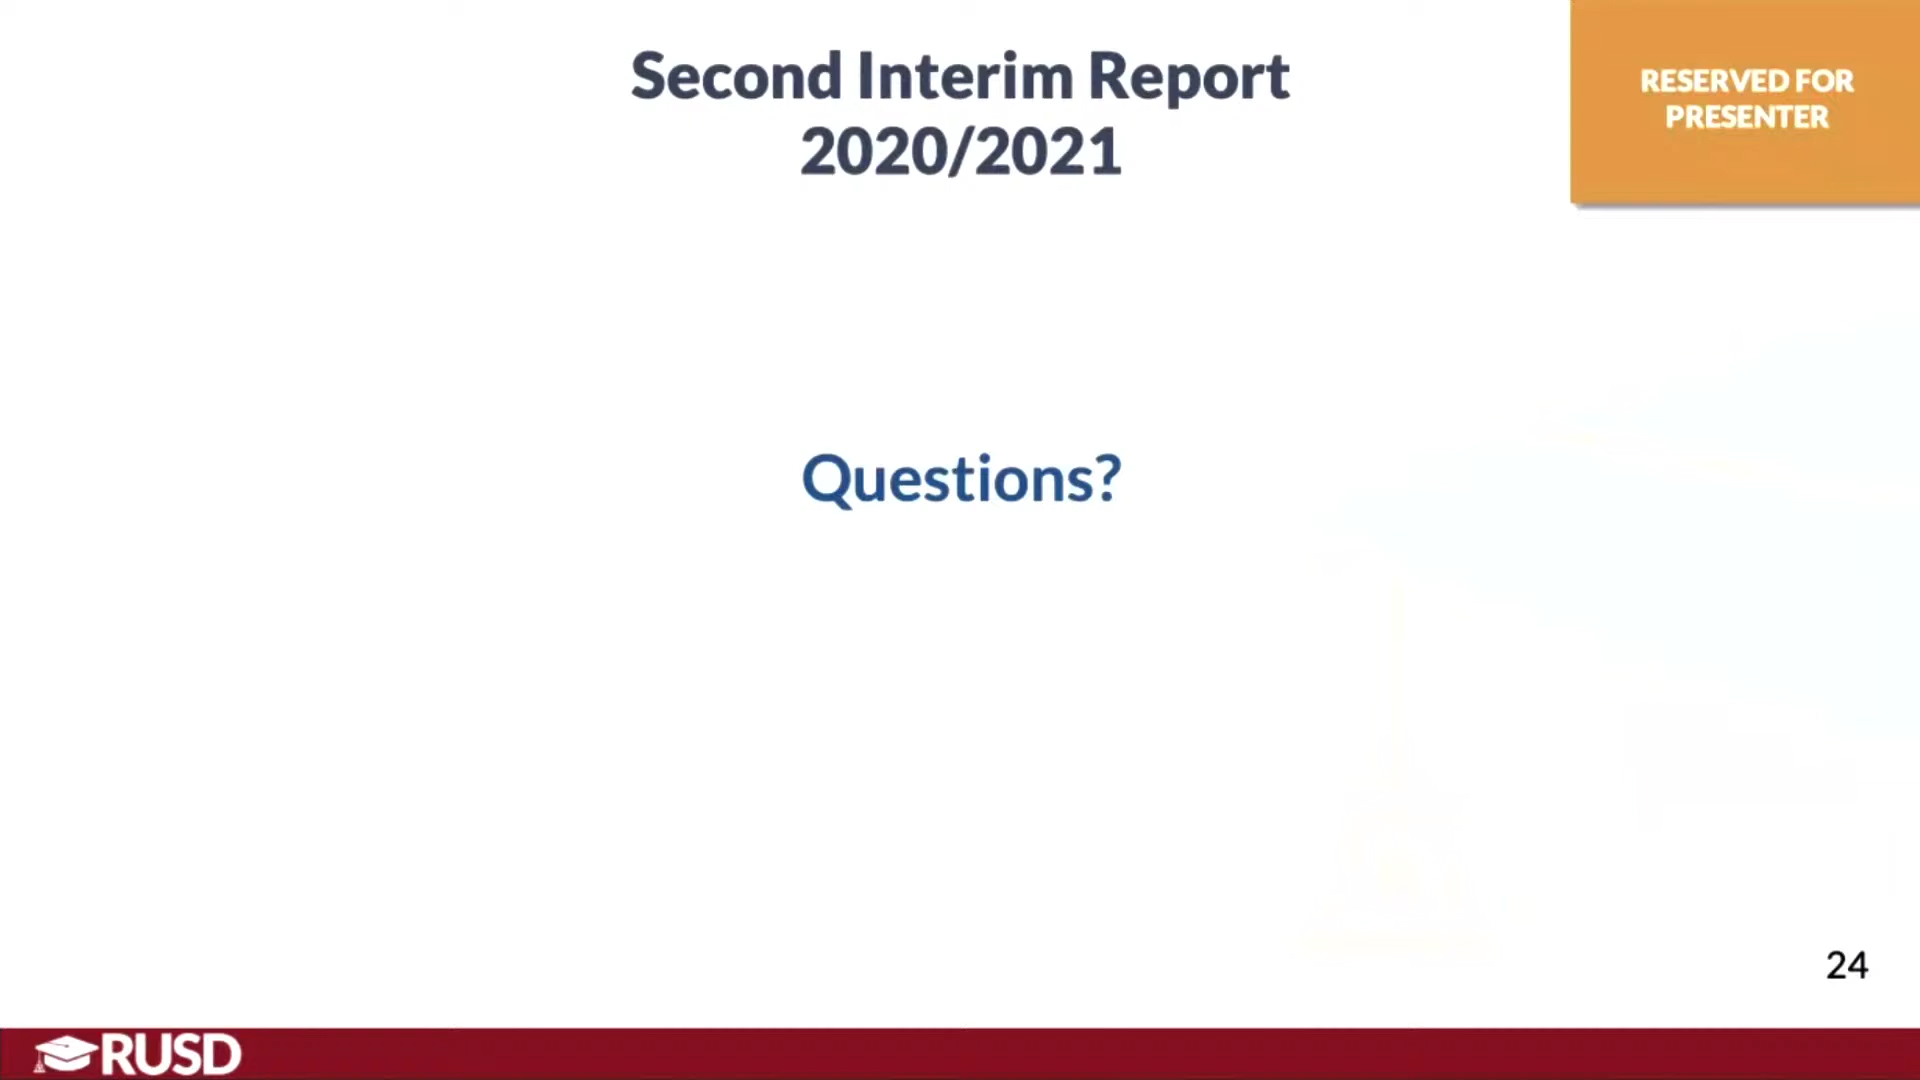 Second Interim Report
2020/2021
RESERVED FOR
PRESENTER
Questions?
24
RUSD